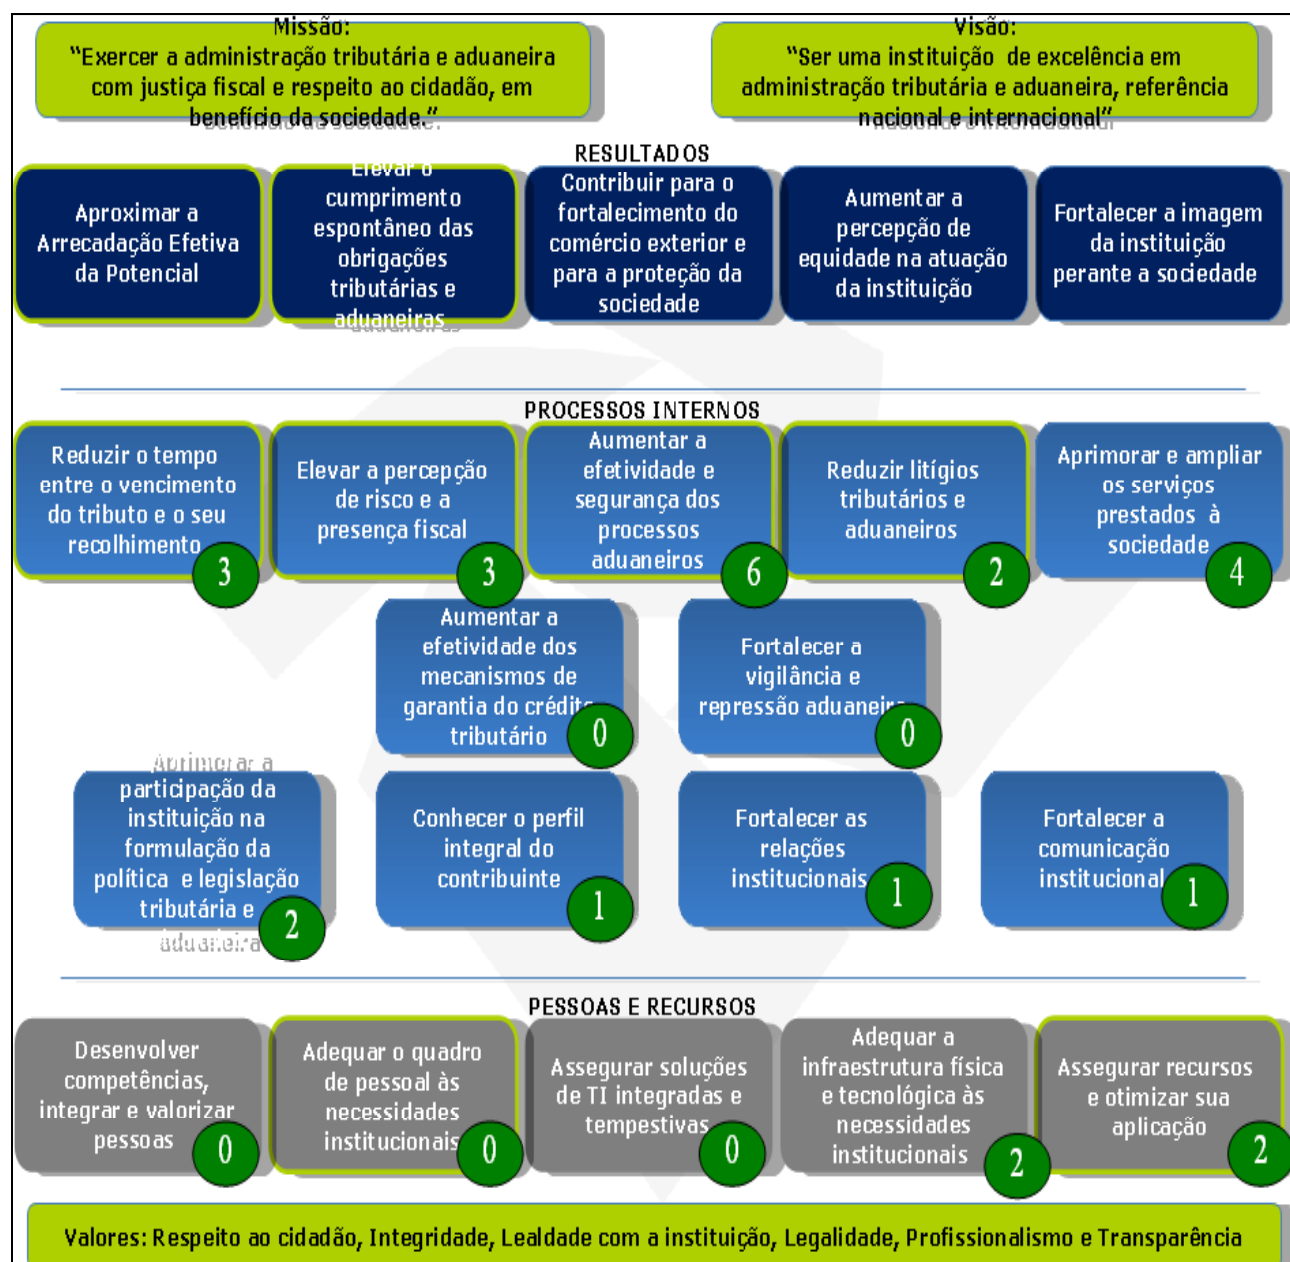 Missão:
“Exercer a administração tributária e aduaneira
com justiça fiscal e respeito ao cidadão, em
benefício da sociedade.”
Visão:
“Ser uma instituição de excelência em
administração tributária e aduaneira, referência
nacional e internacional”
RESULTADOS
Aproximar a
Arrecadação Efetiva
da Potencial
Elevar o
cumprimento
espontâneo das
obrigações
tributárias e
aduaneiras
Contribuir para o
fortalecimento do
comércio exterior e
para a proteção da
sociedade
Aumentar a
percepção de
equidade na atuação
da instituição
Fortalecer a imagem
da instituição
perante a sociedade
PROCESSOS INTERNOS
Reduzir o tempo
entre o vencimento
do tributo e o seu
recolhimento
3
Elevar a percepção
de risco e a
presença fiscal
3
Aumentar a
efetividade e
segurança dos
processos
aduaneiros
6
Reduzir litígios
tributários e
aduaneiros
2
Aprimorar e ampliar
os serviços
prestados à
sociedade
4
Aumentar a
efetividade dos
mecanismos de
garantia do crédito
tributário
0
Fortalecer a
vigilância e
repressão aduaneira
0
Aprimorar a
participação da
instituição na
formulação da
política e legislação
tributária e
aduaneira
2
Conhecer o perfil
integral do
contribuinte
1
Fortalecer as
relações
institucionais
1
Fortalecer a
comunicação
institucional
1
PESSOAS E RECURSOS
Desenvolver
competências,
integrar e valorizar
pessoas
0
Adequar o quadro
de pessoal às
necessidades
institucionais
0
Assegurar soluções
de TI integradas e
tempestivas
0
Adequar a
infraestrutura física
e tecnológica às
necessidades
institucionais
2
Assegurar recursos
e otimizar sua
aplicação
2
Valores: Respeito ao cidadão, Integridade, Lealdade com a instituição, Legalidade, Profissionalismo e Transparência